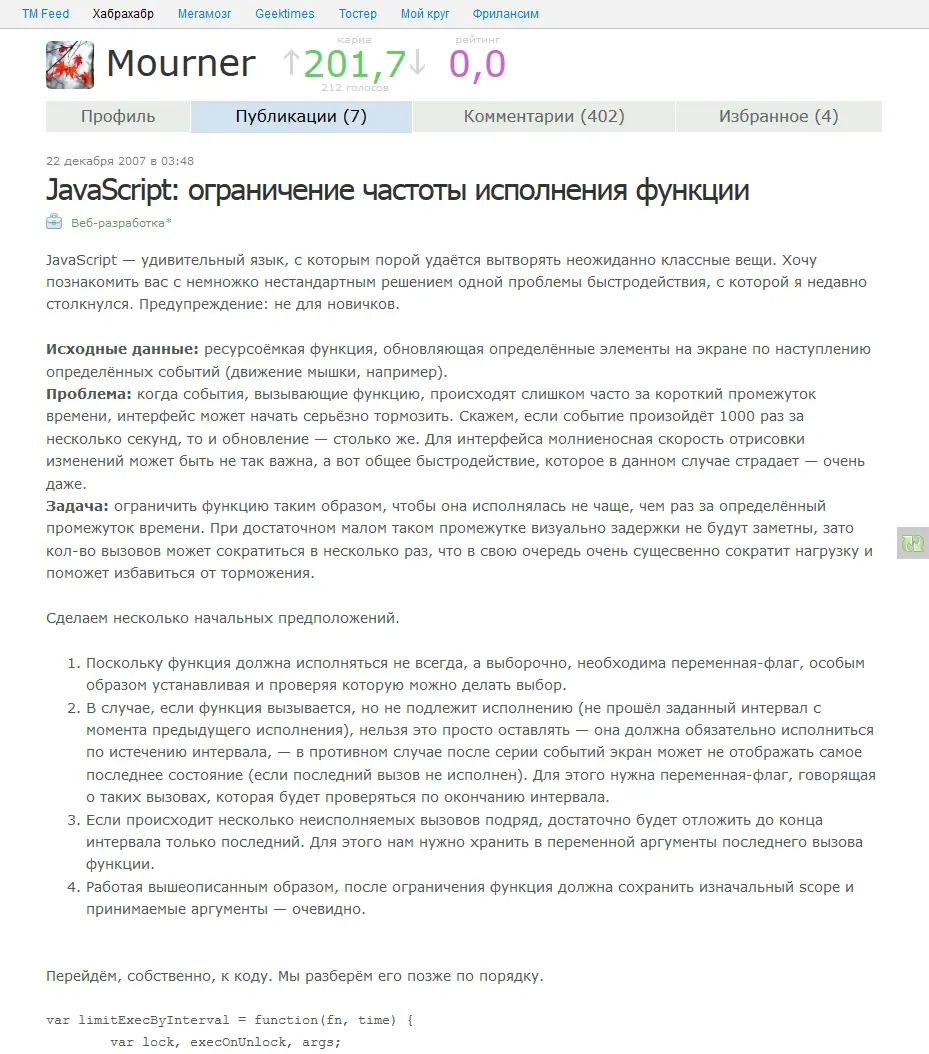 TM Feed Хабрахабр Мегамозг Geektimes Тостер Мой круг Фрилансим
карма рейтинг
Mourner 201,7 0,0
212 голосов
Профиль Публикации (7) Комментарии (402) Избранное (4)
22 декабря 2007 в 03:48
JavaScript: ограничение частоты исполнения функции
Веб-разработка*
JavaScript — удивительный язык, с которым порой удаётся вытворять неожиданно классные вещи. Хочу
познакомить вас с немножко нестандартным решением одной проблемы быстродействия, с которой я недавно
столкнулся. Предупреждение: не для новичков.
Исходные данные: ресурсоёмкая функция, обновляющая определённые элементы на экране по наступлению
определённых событий (движение мышки, например).
Проблема: когда события, вызывающие функцию, происходят слишком часто за короткий промежуток
времени, интерфейс может начать серьёзно тормозить. Скажем, если событие произойдёт 1000 раз за
несколько секунд, то и обновление — столько же. Для интерфейса молниеносная скорость отрисовки
изменений может быть не так важна, а вот общее быстродействие, которое в данном случае страдает — очень
даже.
Задача: ограничить функцию таким образом, чтобы она исполнялась не чаще, чем раз за определённый
промежуток времени. При достаточном малом таком промежутке визуально задержки не будут заметны, зато
кол-во вызовов может сократиться в несколько раз, что в свою очередь очень сущесвенно сократит нагрузку и
поможет избавиться от торможения.
Сделаем несколько начальных предположений.
1. Поскольку функция должна исполняться не всегда, а выборочно, необходима переменная-флаг, особым
образом устанавливая и проверяя которую можно делать выбор.
2. В случае, если функция вызывается, но не подлежит исполнению (не прошёл заданный интервал с
момента предыдущего исполнения), нельзя это просто оставлять — она должна обязательно исполниться
по истечению интервала, — в противном случае после серии событий экран может не отображать самое
последнее состояние (если последний вызов не исполнен). Для этого нужна переменная-флаг, говорящая
о таких вызовах, которая будет проверяться по окончанию интервала.
3. Если происходит несколько неисполняемых вызовов подряд, достаточно будет отложить до конца
интервала только последний. Для этого нам нужно хранить в переменной аргументы последнего вызова
функции.
4. Работая вышеописанным образом, после ограничения функция должна сохранить изначальный scope и
принимаемые аргументы — очевидно.
Перейдём, собственно, к коду. Мы разберём его позже по порядку.
var limitExecByInterval = function(fn, time) {
var lock, execOnUnlock, args;